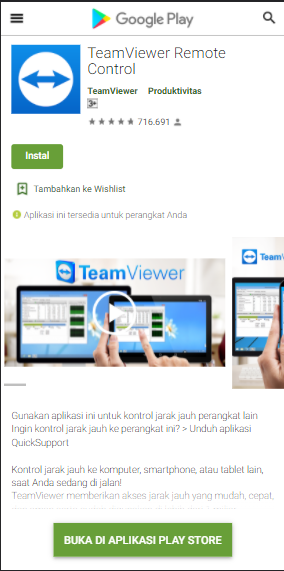 Google Play
TeamViewer Remote
Control
TeamViewer Produktivitas
3+
716.691
Instal
Tambahkan ke Wishlist
Aplikasi ini tersedia untuk perangkat Anda
TeamViewer
Tea
Gunakan aplikasi ini untuk kontrol jarak jauh perangkat lain
Ingin kontrol jarak jauh ke perangkat ini? > Unduh aplikasi
QuickSupport
Kontrol jarak jauh ke komputer, smartphone, atau tablet lain,
saat Anda sedang di jalan!
TeamViewer memberikan akses jarak jauh yang mudah, cepat,
BUKA DI APLIKASI PLAY STORE